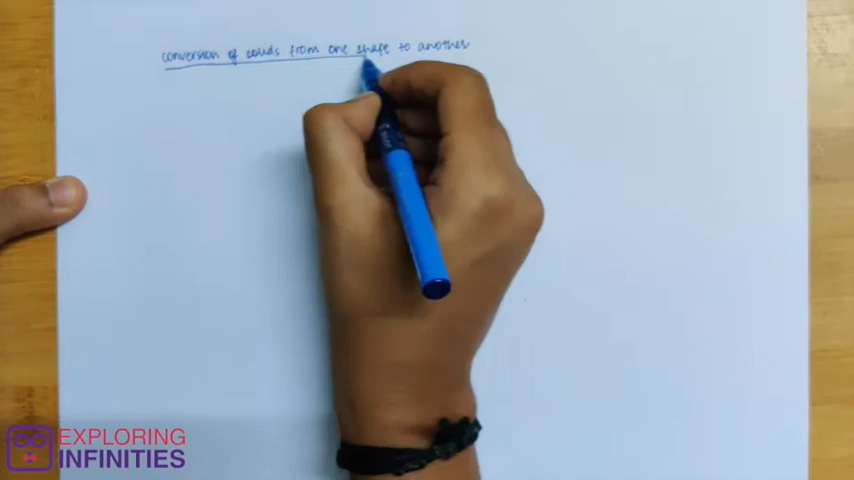 conversion of solids from one shape to another
EXPLORING
INFINITIES